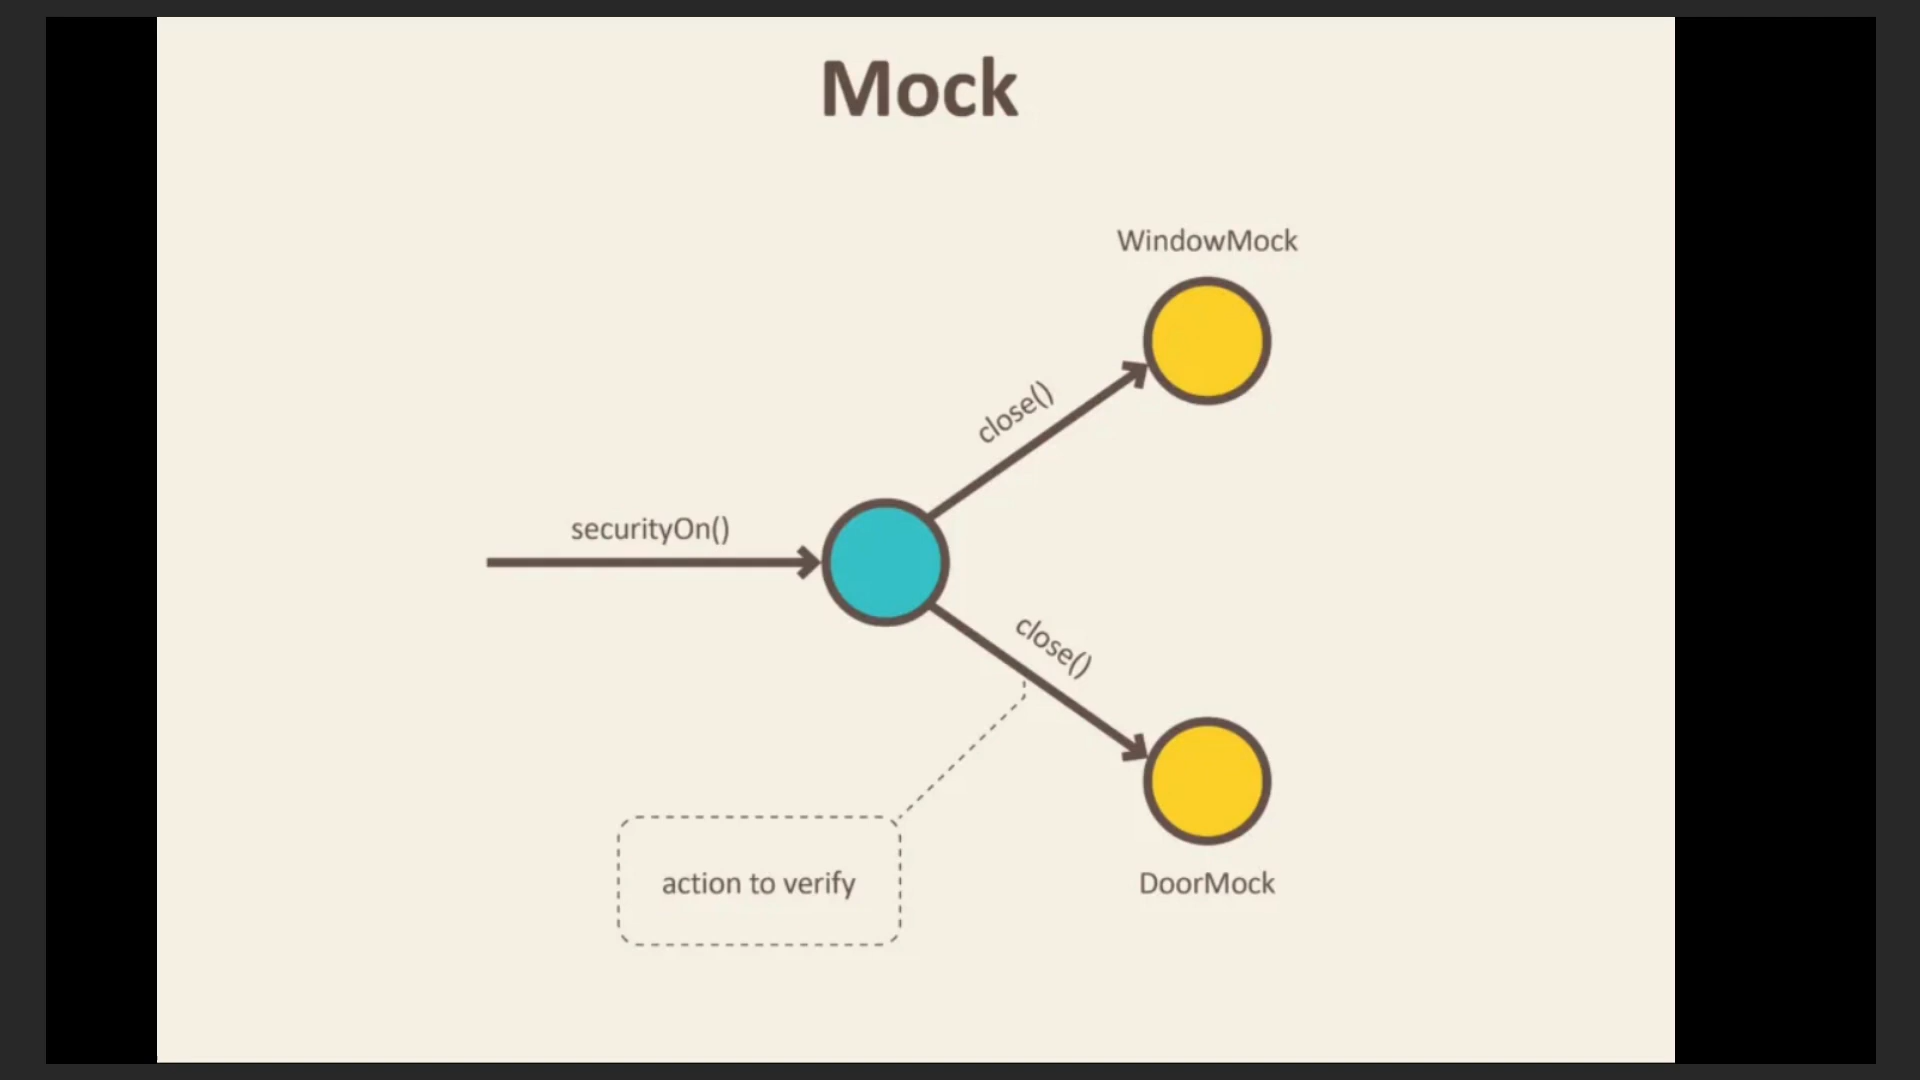 Mock
WindowMock
close()
securityOn()
close()
action to verify
DoorMock